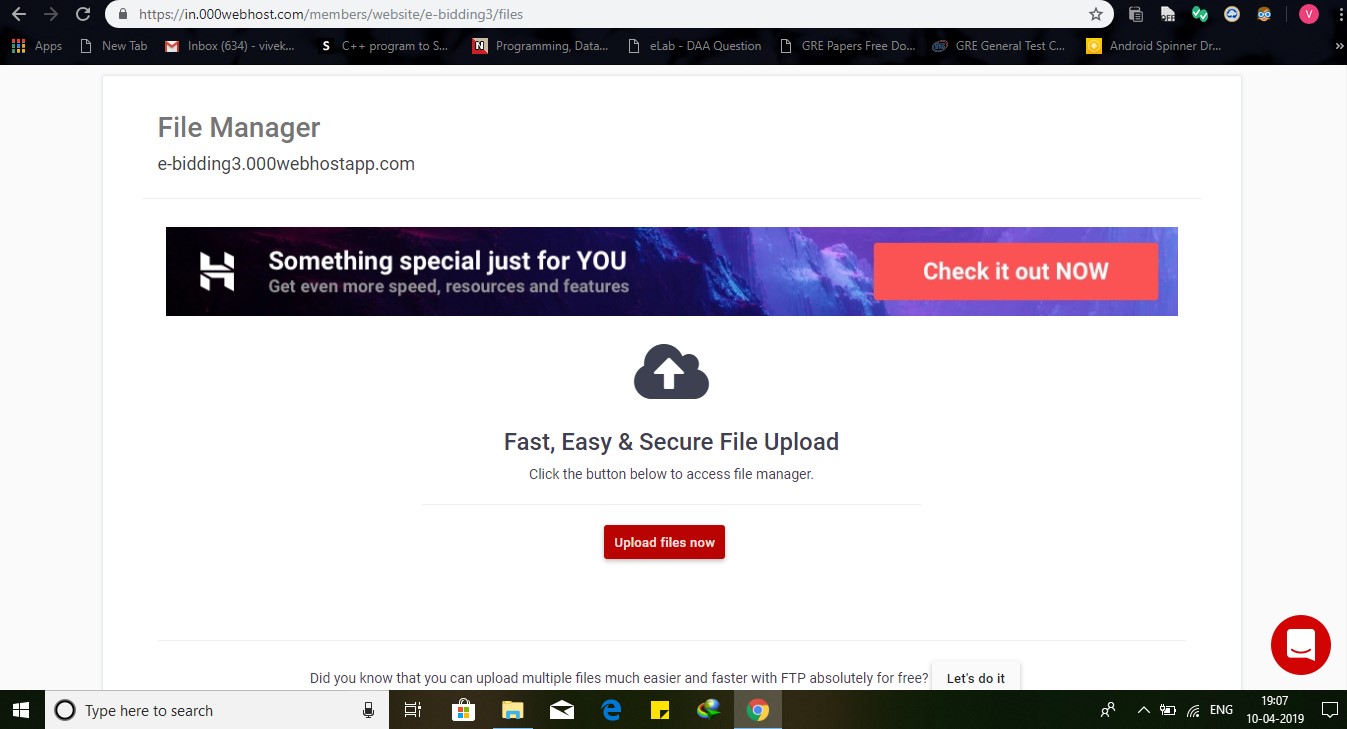 https://in.000webhost.com/members/website/e-bidding3/files
OFF
V
Apps
New Tab
Inbox (634) - vivek...
S
C++ program to S...
N
Programming, Data...
eLab - DAA Question
GRE Papers Free Do...
GRE General Test C...
Android Spinner Dr...
»
File Manager
e-bidding3.000webhostapp.com
Something special just for YOU
Get even more speed, resources and features
Check it out NOW
Fast, Easy & Secure File Upload
Click the button below to access file manager.
Upload files now
Did you know that you can upload multiple files much easier and faster with FTP absolutely for free?
Let's do it
Type here to search
ENG
19:07
10-04-2019